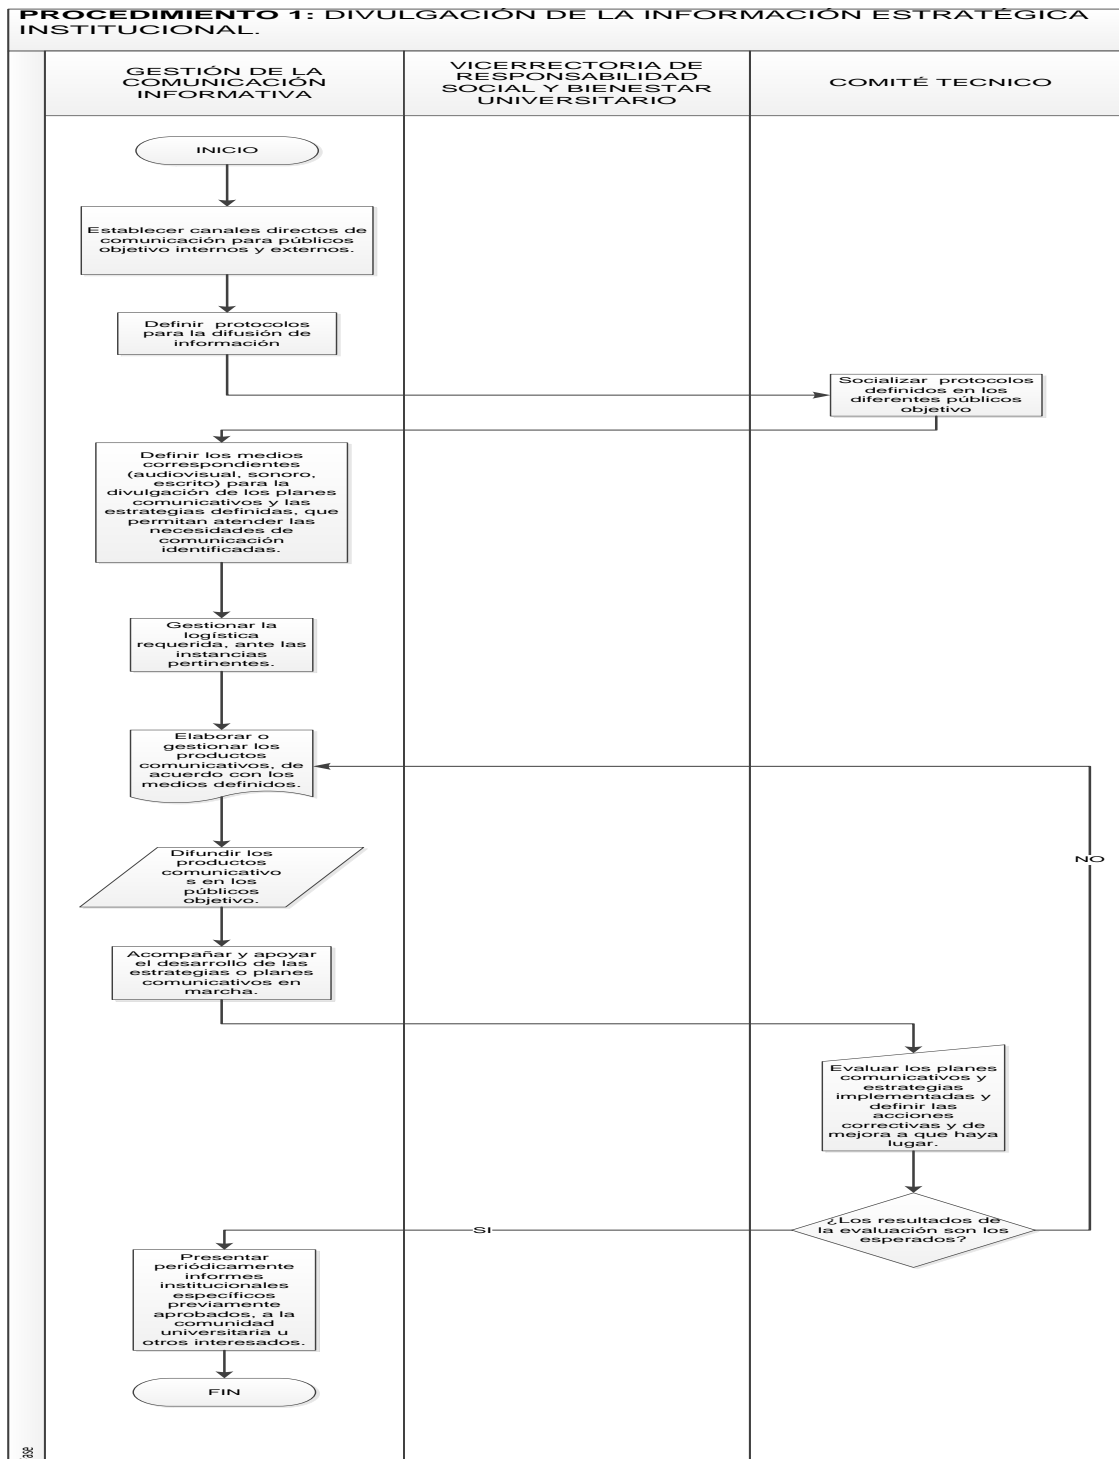 PROCEDIMIENTO 1: DIVULGACIÓN DE LA INFORMACIÓN ESTRATÉGICA
INSTITUCIONAL.
GESTIÓN DE LA
COMUNICACIÓN
INFORMATIVA
VICERRECTORIA DE
RESPONSABILIDAD
SOCIAL Y BIENESTAR
UNIVERSITARIO
COMITÉ TECNICO
INICIO
Establecer canales directos de
comunicación para públicos
objetivo internos y externos.
Definir protocolos
para la difusión de
información
Socializar protocolos
definidos en los
diferentes públicos
objetivo
Definir los medios
correspondientes
(audiovisual, sonoro,
escrito) para la
divulgación de los planes
comunicativos y las
estrategias definidas, que
permitan atender las
necesidades de
comunicación
identificadas.
Gestionar la
logística
requerida, ante las
instancias
pertinentes.
Elaborar o
gestionar los
productos
comunicativos, de
acuerdo con los
medios definidos.
NO
Difundir los
productos
comunicativo
s en los
públicos
objetivo.
Acompañar y apoyar
el desarrollo de las
estrategias o planes
comunicativos en
marcha.
Evaluar los planes
comunicativos y
estrategias
implementadas y
definir las
acciones
correctivas y de
mejora a que haya
lugar.
¿Los resultados de
la evaluación son los
esperados?
SI
Presentar
periódicamente
informes
institucionales
específicos
previamente
aprobados, a la
comunidad
universitaria u
otros interesados.
FIN